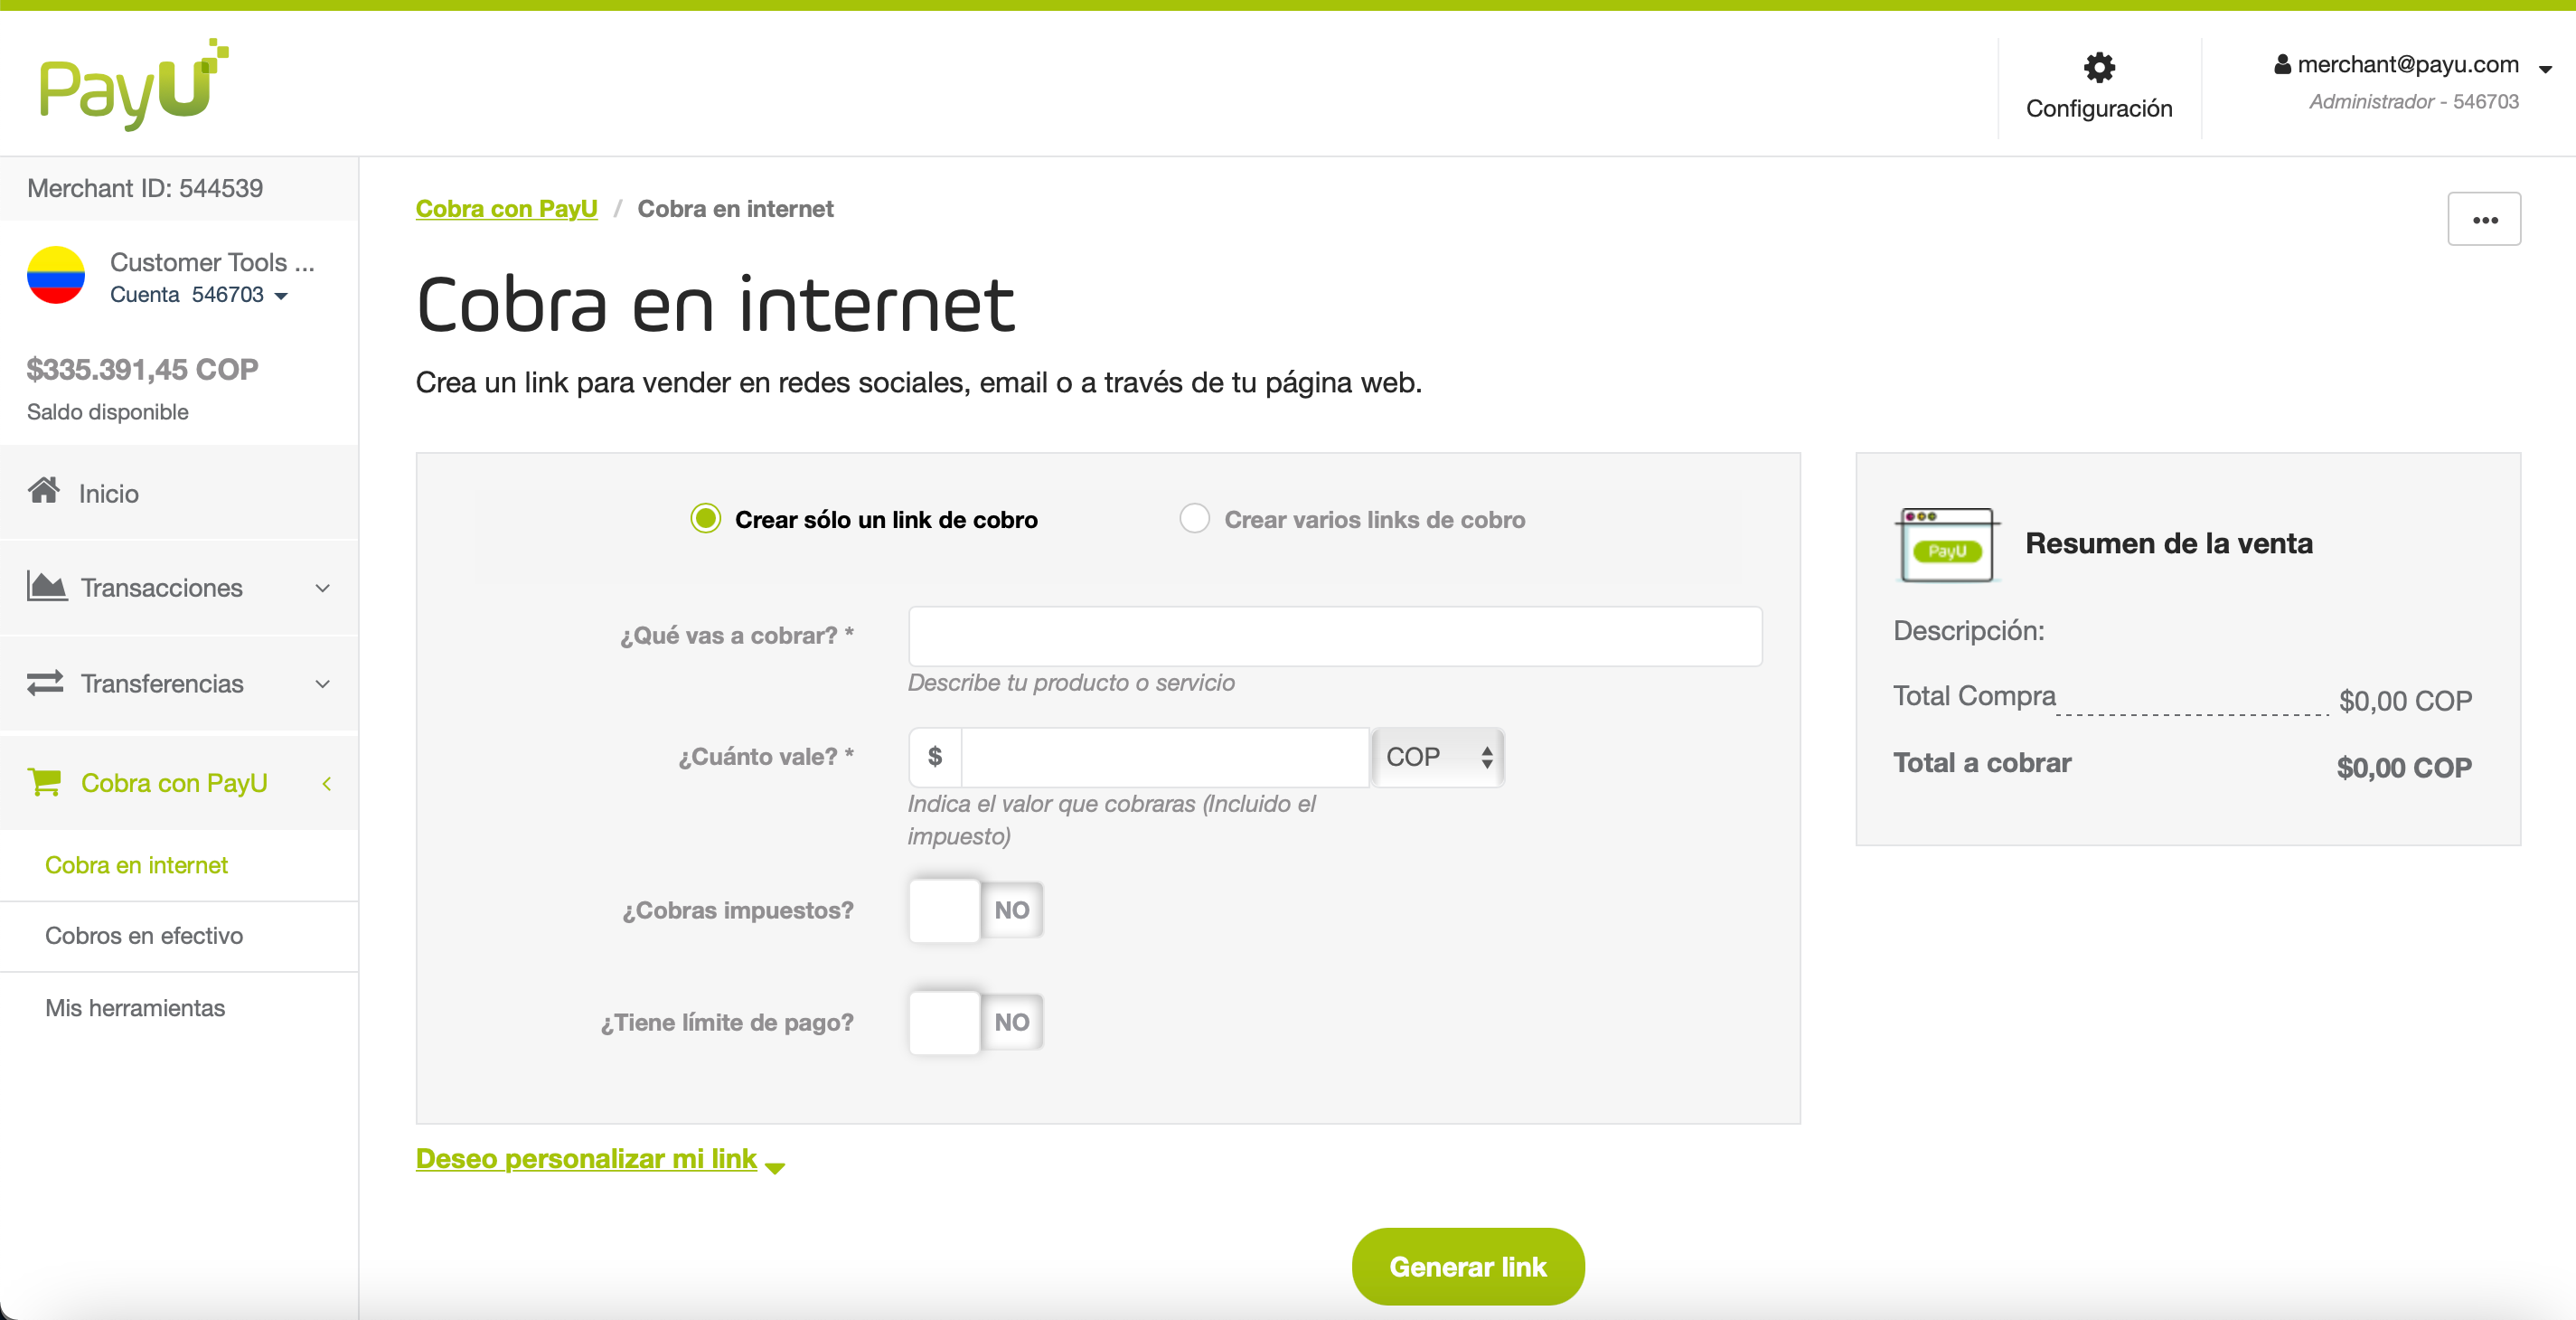 PayU
Configuración
merchant@payu.com
Administrador - 546703
Merchant ID: 544539
Customer Tools ...
Cuenta 546703
$335.391,45 COP
Saldo disponible
Inicio
Transacciones
Transferencias
Cobra con PayU
Cobra en internet
Cobros en efectivo
Mis herramientas
Cobra con PayU / Cobra en internet
•••
Cobra en internet
Crea un link para vender en redes sociales, email o a través de tu página web.
Crear sólo un link de cobro
Crear varios links de cobro
¿Qué vas a cobrar? *
Describe tu producto o servicio
¿Cuánto vale? *
$
COP
Indica el valor que cobraras (Incluido el
impuesto)
¿Cobras impuestos?
NO
¿Tiene límite de pago?
NO
Deseo personalizar mi link
Generar link
PayU
Resumen de la venta
Descripción:
Total Compra $0,00 COP
Total a cobrar $0,00 COP